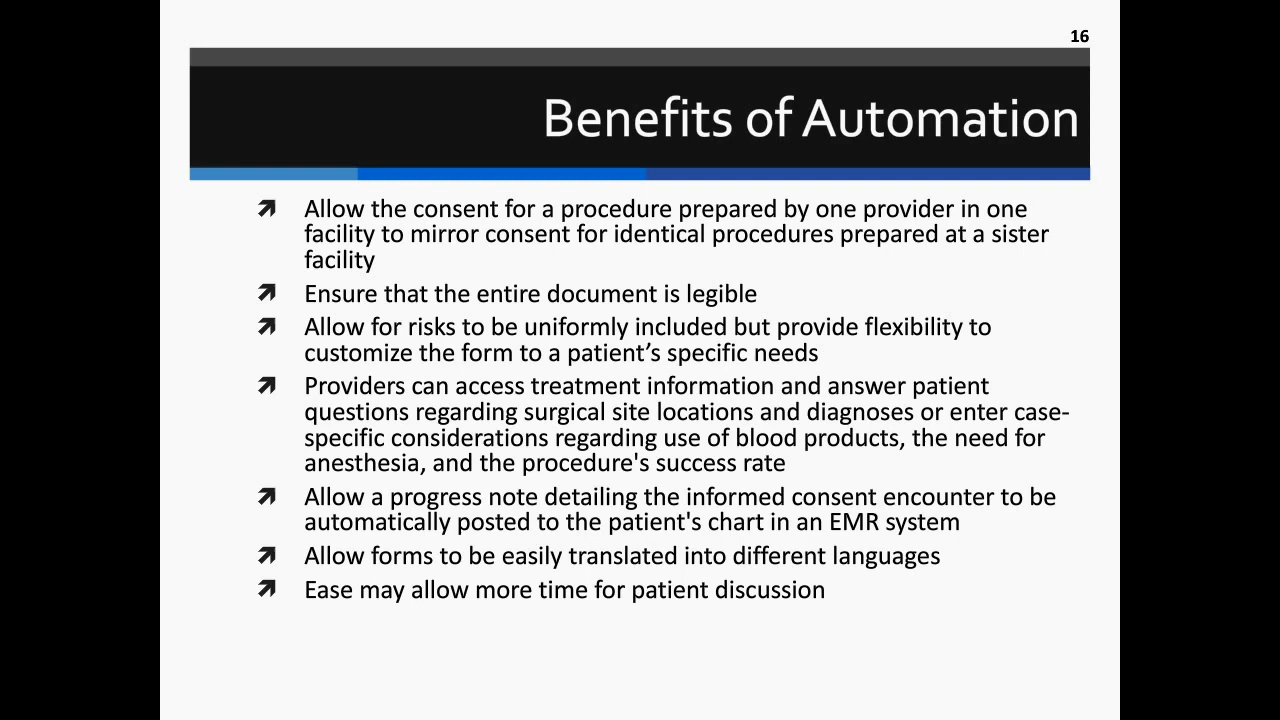 16
Benefits of Automation
Allow the consent for a procedure prepared by one provider in one
facility to mirror consent for identical procedures prepared at a sister
facility
Ensure that the entire document is legible
Allow for risks to be uniformly included but provide flexibility to
customize the form to a patient’s specific needs
Providers can access treatment information and answer patient
questions regarding surgical site locations and diagnoses or enter case-
specific considerations regarding use of blood products, the need for
anesthesia, and the procedure's success rate
Allow a progress note detailing the informed consent encounter to be
automatically posted to the patient's chart in an EMR system
Allow forms to be easily translated into different languages
Ease may allow more time for patient discussion